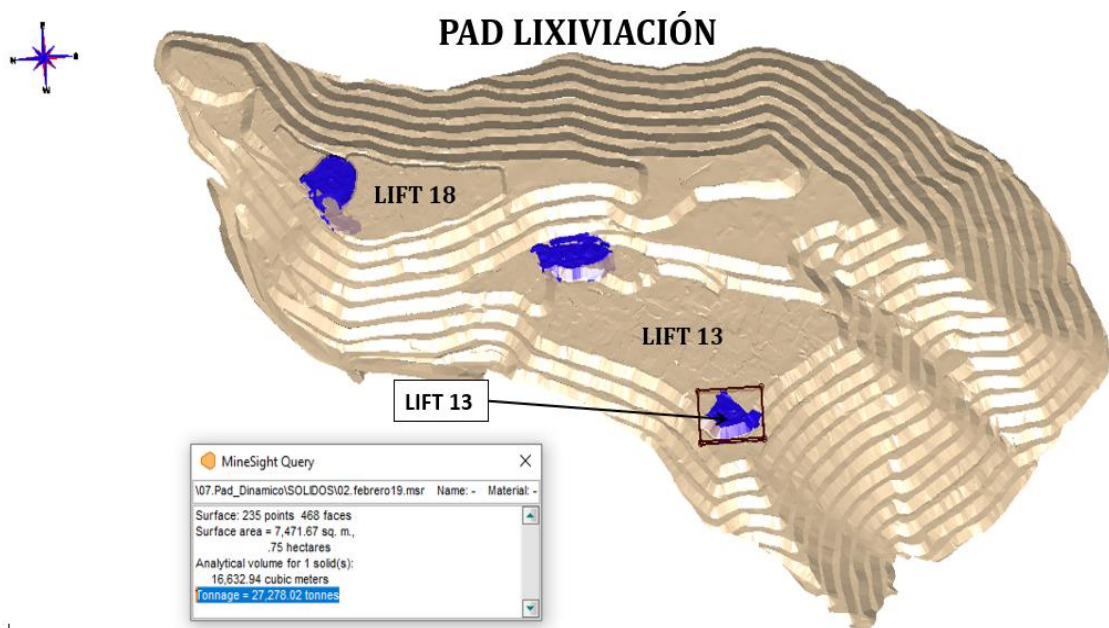 PAD LIXIVIACIÓN
LIFT 18
LIFT 13
LIFT 13
MineSight Query
\07.Pad_Dinamico\SOLIDOS\02.febrero19.msr Name: - Material: -
Surface: 235 points 468 faces
Surface area = 7,471.67 sq. m.,
.75 hectares
Analytical volume for 1 solid(s):
16,632.94 cubic meters
Tonnage = 27,278.02 tonnes